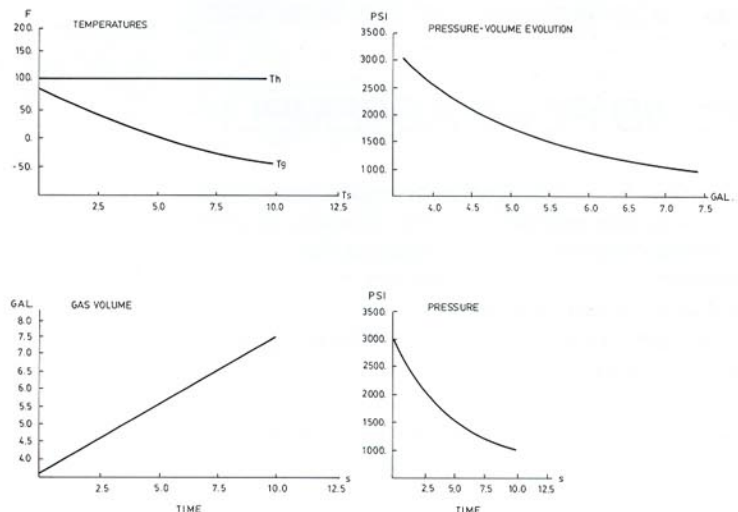 F
TEMPERATURES
200.
150.
100.
50.
0.
-50.
Th
Tg
2.5 5.0 7.5 10.0 12.5
Ts
PSI
PRESSURE-VOLUME EVOLUTION
3500.
3000.
2500
2000
1500
1000.
4.0 4.5 5.0 5.5 6.0 6.5 7.0 7.5
GAL.
GAL.
GAS VOLUME
8.0
7.0
6.5
6.0
5.5
5.0
4.5
4.0
2.5 5.0 7.5 10.0 12.5
s
TIME
PSI
PRESSURE
3500.
3000.
2500
2000.
1500
1000.
2.5 5.0 7.5 10.0 12.5
s
TIME